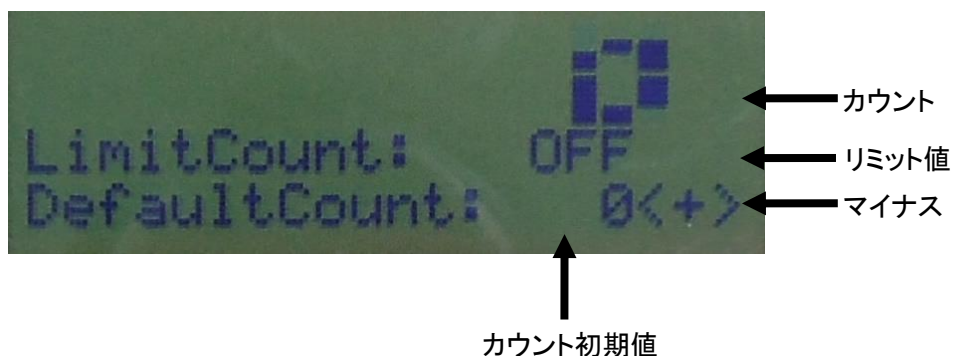 0
カウント
LimitCount: OFF
リミット値
DefaultCount: 0<+>
マイナス
カウント初期値